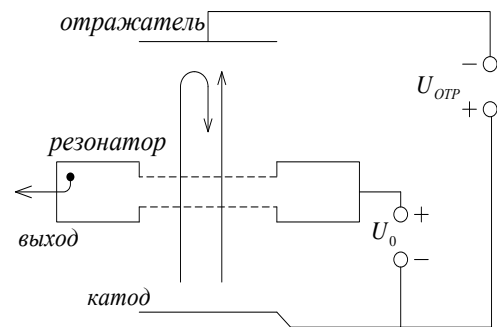 отражатель
−
U_ОТР
+
резонатор
+
U_0
−
выход
катод